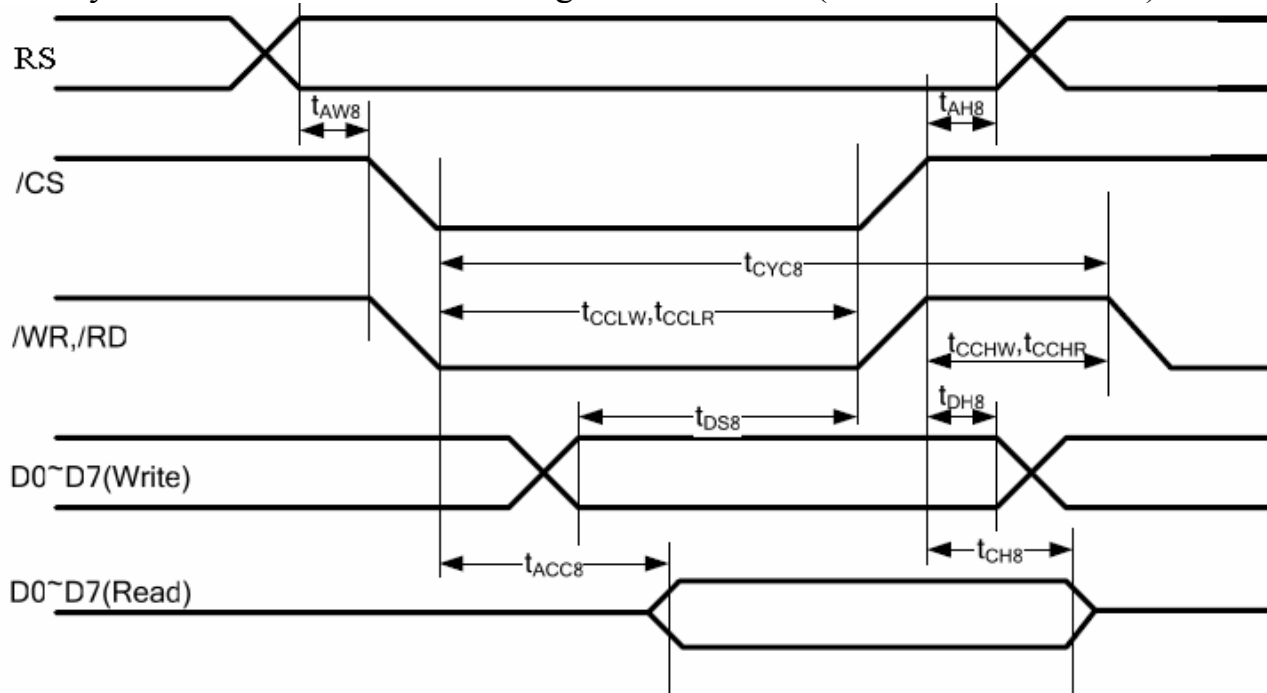 RS
tAW8
tAH8
/CS
tCYC8
/WR,/RD
tCCLW,tCCLR
tCCHW,tCCHR
tDS8
tDH8
D0~D7(Write)
tACC8
tCH8
D0~D7(Read)